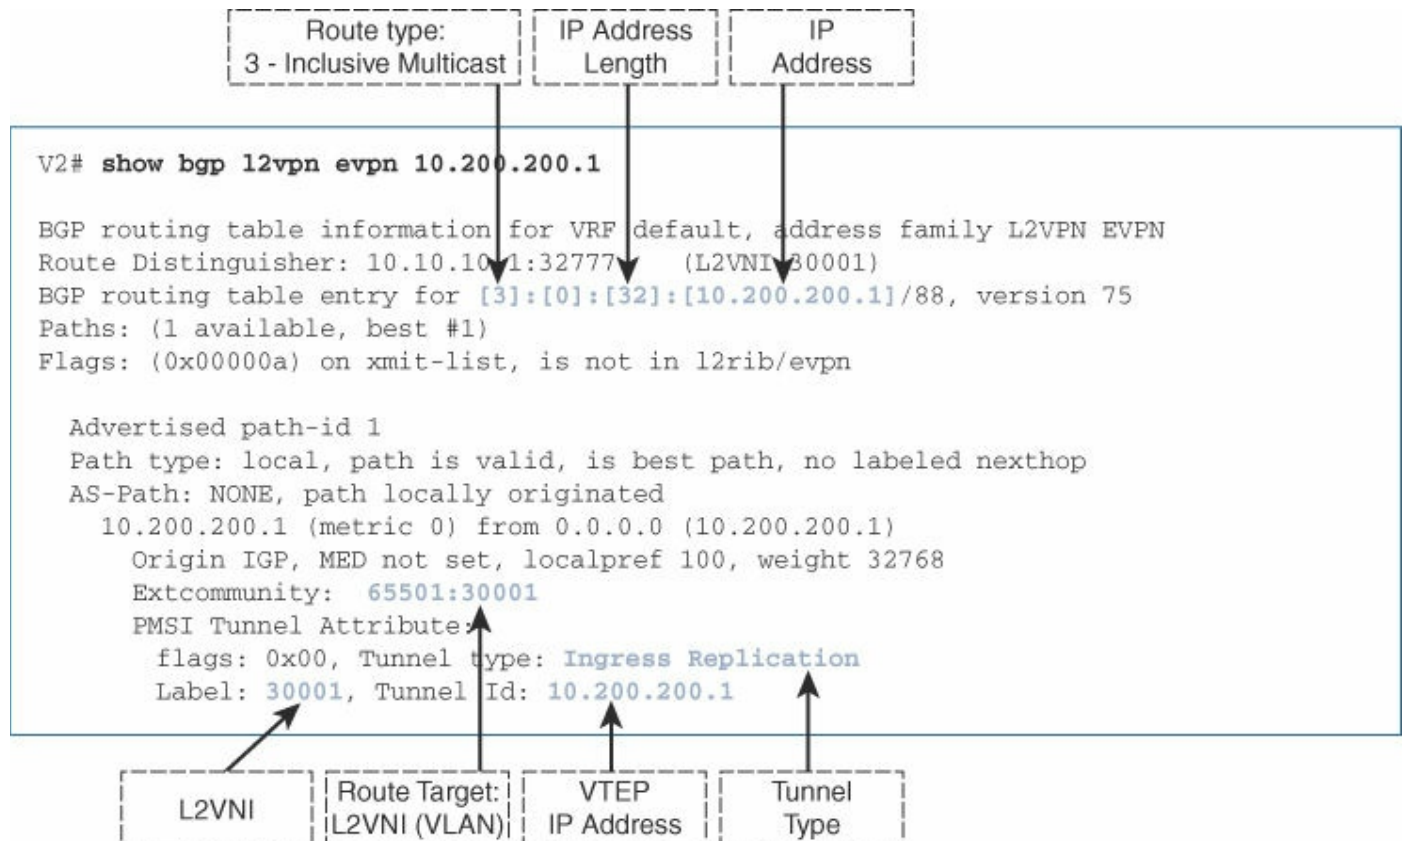 Route type:
3 - Inclusive Multicast
IP Address
Length
IP
Address
V2# show bgp l2vpn evpn 10.200.200.1
BGP routing table information for VRF default, address family L2VPN EVPN
Route Distinguisher: 10.10.10.1:32777 (L2VNI 30001)
BGP routing table entry for [3]:[0]:[32]:[10.200.200.1]/88, version 75
Paths: (1 available, best #1)
Flags: (0x00000a) on xmit-list, is not in l2rib/evpn
Advertised path-id 1
Path type: local, path is valid, is best path, no labeled nexthop
AS-Path: NONE, path locally originated
10.200.200.1 (metric 0) from 0.0.0.0 (10.200.200.1)
Origin IGP, MED not set, localpref 100, weight 32768
Extcommunity: 65501:30001
PMSI Tunnel Attribute:
flags: 0x00, Tunnel type: Ingress Replication
Label: 30001, Tunnel Id: 10.200.200.1
L2VNI
Route Target:
L2VNI (VLAN)
VTEP
IP Address
Tunnel
Type